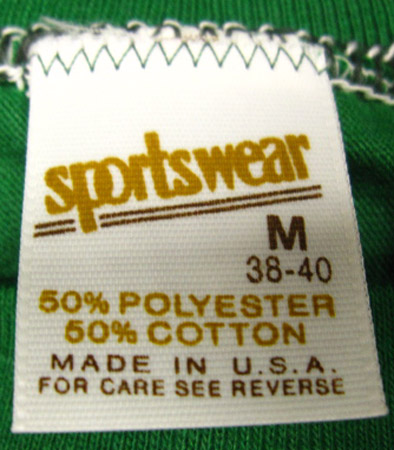 sportswear
M
38-40
50% POLYESTER
50% COTTON
MADE IN U.S.A.
FOR CARE SEE REVERSE